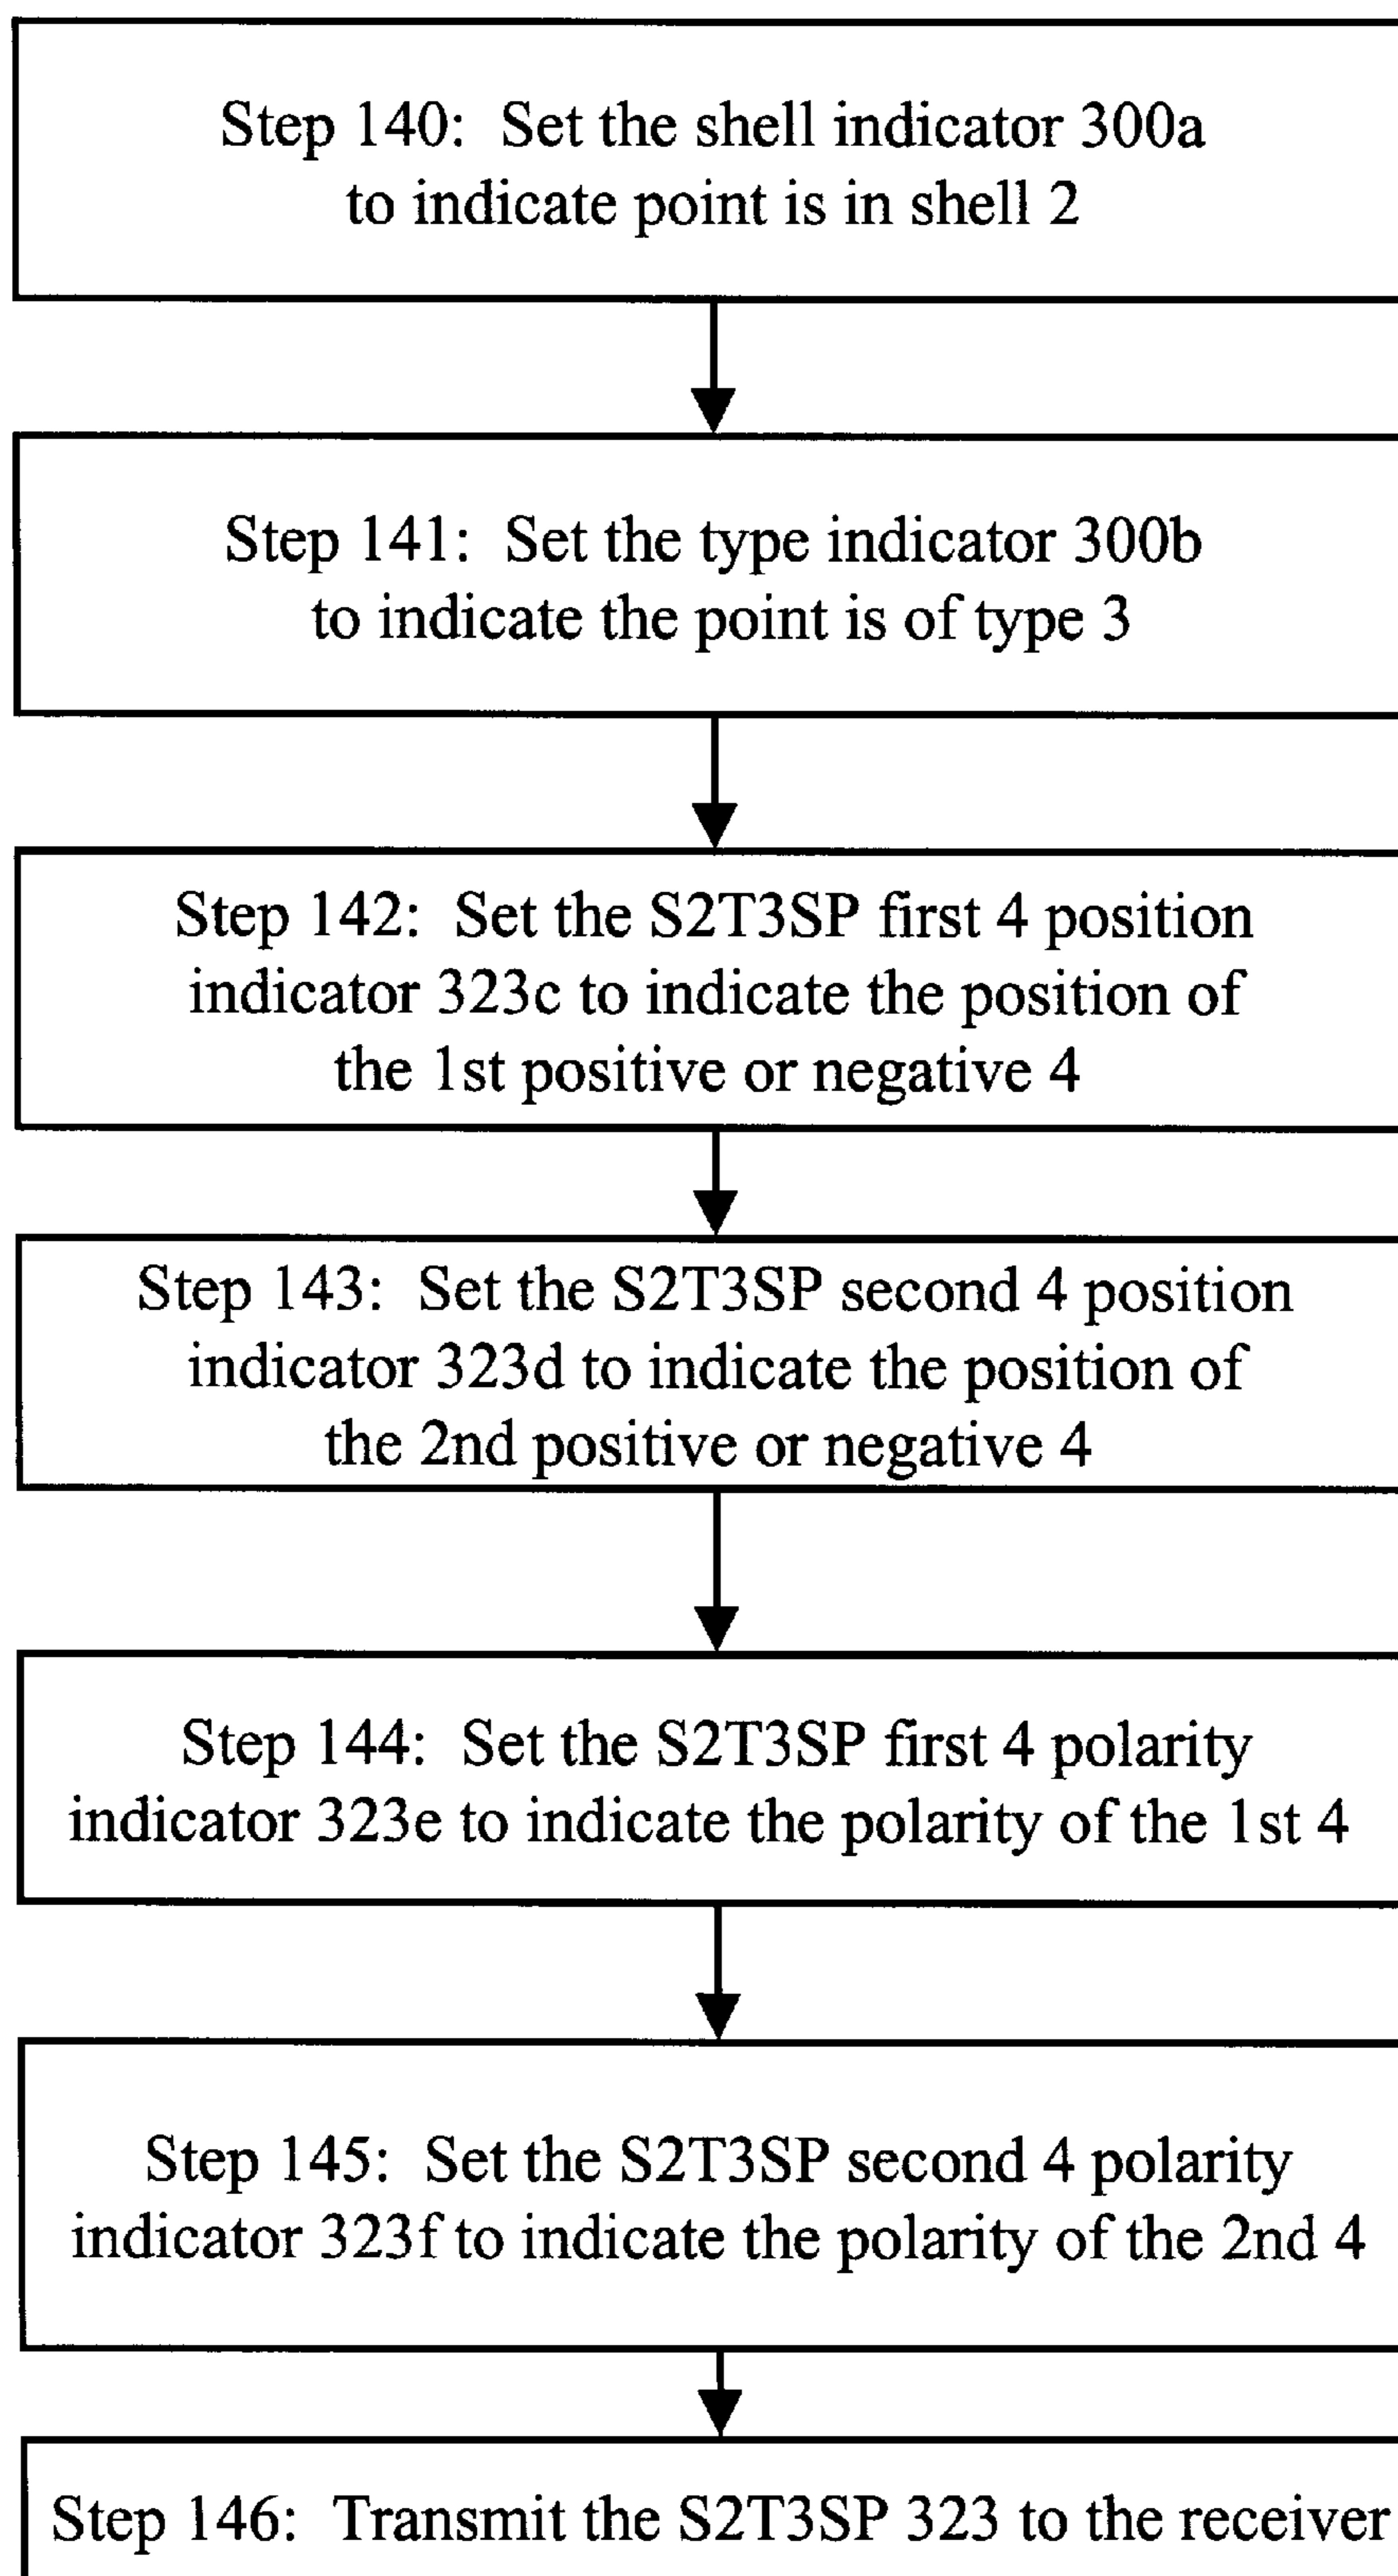 Step 140: Set the shell indicator 300a
to indicate point is in shell 2
Step 141: Set the type indicator 300b
to indicate the point is of type 3
Step 142: Set the S2T3SP first 4 position
indicator 323c to indicate the position of
the 1st positive or negative 4
Step 143: Set the S2T3SP second 4 position
indicator 323d to indicate the position of
the 2nd positive or negative 4
Step 144: Set the S2T3SP first 4 polarity
indicator 323e to indicate the polarity of the 1st 4
Step 145: Set the S2T3SP second 4 polarity
indicator 323f to indicate the polarity of the 2nd 4
Step 146: Transmit the S2T3SP 323 to the receiver